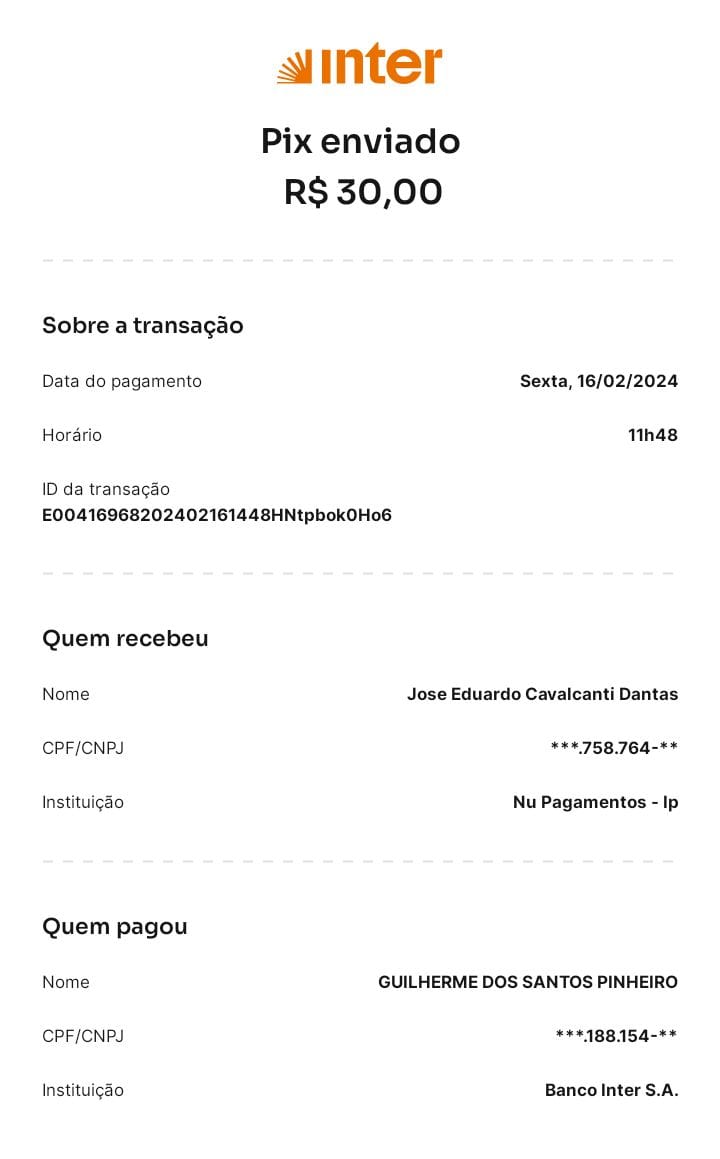 inter
Pix enviado
R$ 30,00
Sobre a transação
Data do pagamento Sexta, 16/02/2024
Horário 11h48
ID da transação
E00416968202402161448HNtpbok0Ho6
Quem recebeu
Nome Jose Eduardo Cavalcanti Dantas
CPF/CNPJ ***.758.764-**
Instituição Nu Pagamentos - Ip
Quem pagou
Nome GUILHERME DOS SANTOS PINHEIRO
CPF/CNPJ ***.188.154-**
Instituição Banco Inter S.A.